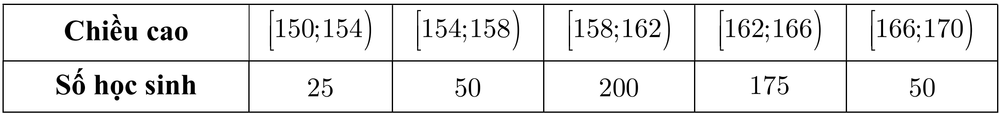 Chiều cao [150;154) [154;158) [158;162) [162;166) [166;170)
Số học sinh 25 50 200 175 50